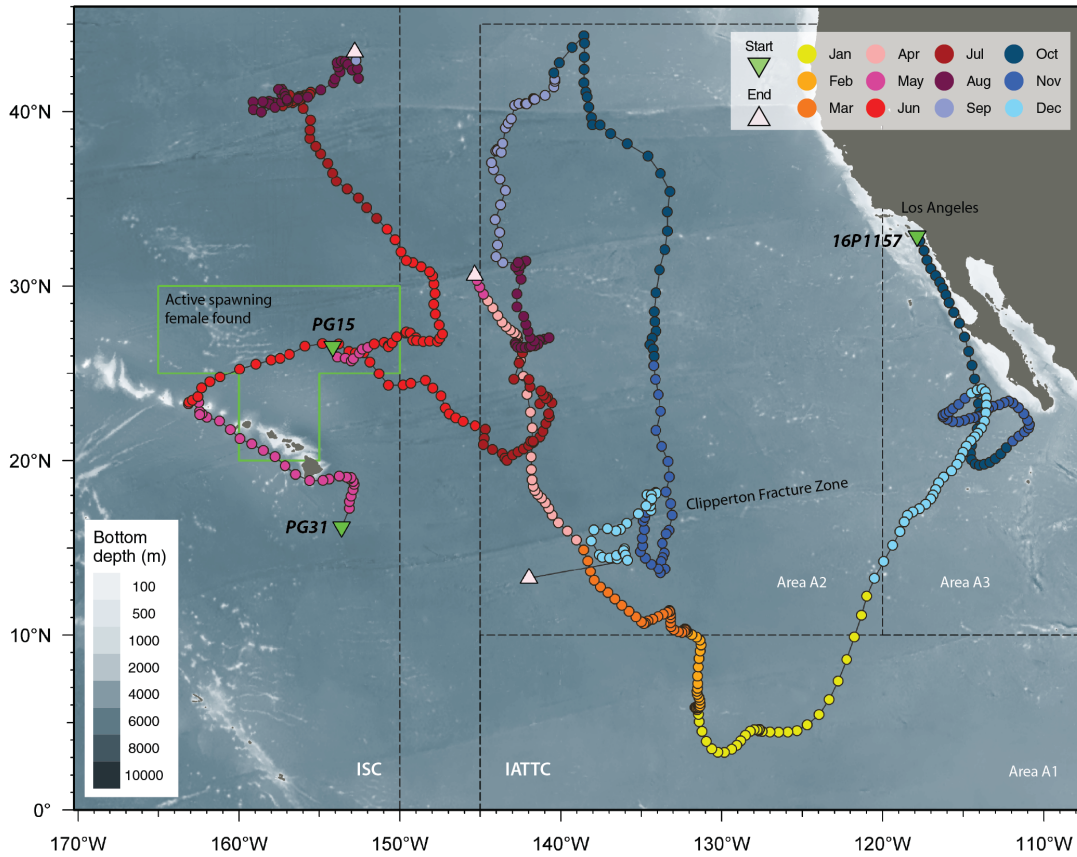 Start
End
Jan
Feb
Mar
Apr
May
Jun
Jul
Aug
Sep
Oct
Nov
Dec
40°N
30°N
20°N
10°N
0°
Los Angeles
16P1157
Active spawning
female found
PG15
PG31
Clipperton Fracture Zone
Bottom
depth (m)
100
500
1000
2000
4000
6000
8000
10000
Area A2
Area A3
ISC
IATTC
Area A1
170°W
160°W
150°W
140°W
130°W
120°W
110°W